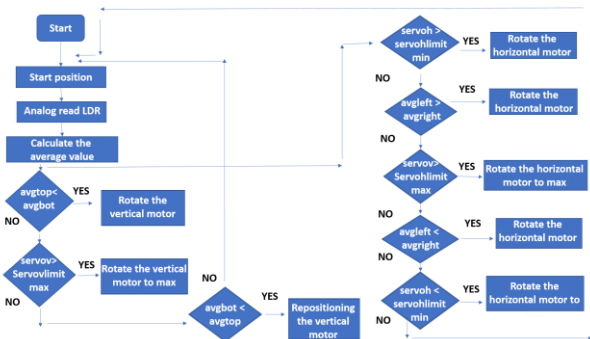 Start
Start position
Analog read LDR
Calculate the
average value
avgtop<
avgbot
YES
Rotate the
vertical motor
NO
servov>
Servovlimit
max
YES
Rotate the vertical
motor to max
NO
NO
avgbot <
avgtop
YES
Repositioning
the vertical
motor
servoh >
servohlimit
min
YES
Rotate the
horizontal motor
NO
avgleft >
avgright
YES
Rotate the
horizontal motor
NO
servov>
Servohlimit
max
YES
Rotate the horizontal
motor to max
NO
avgleft <
avgright
YES
Rotate the
horizontal motor
NO
servoh <
servohlimit
min
YES
Rotate the
horizontal motor to
NO